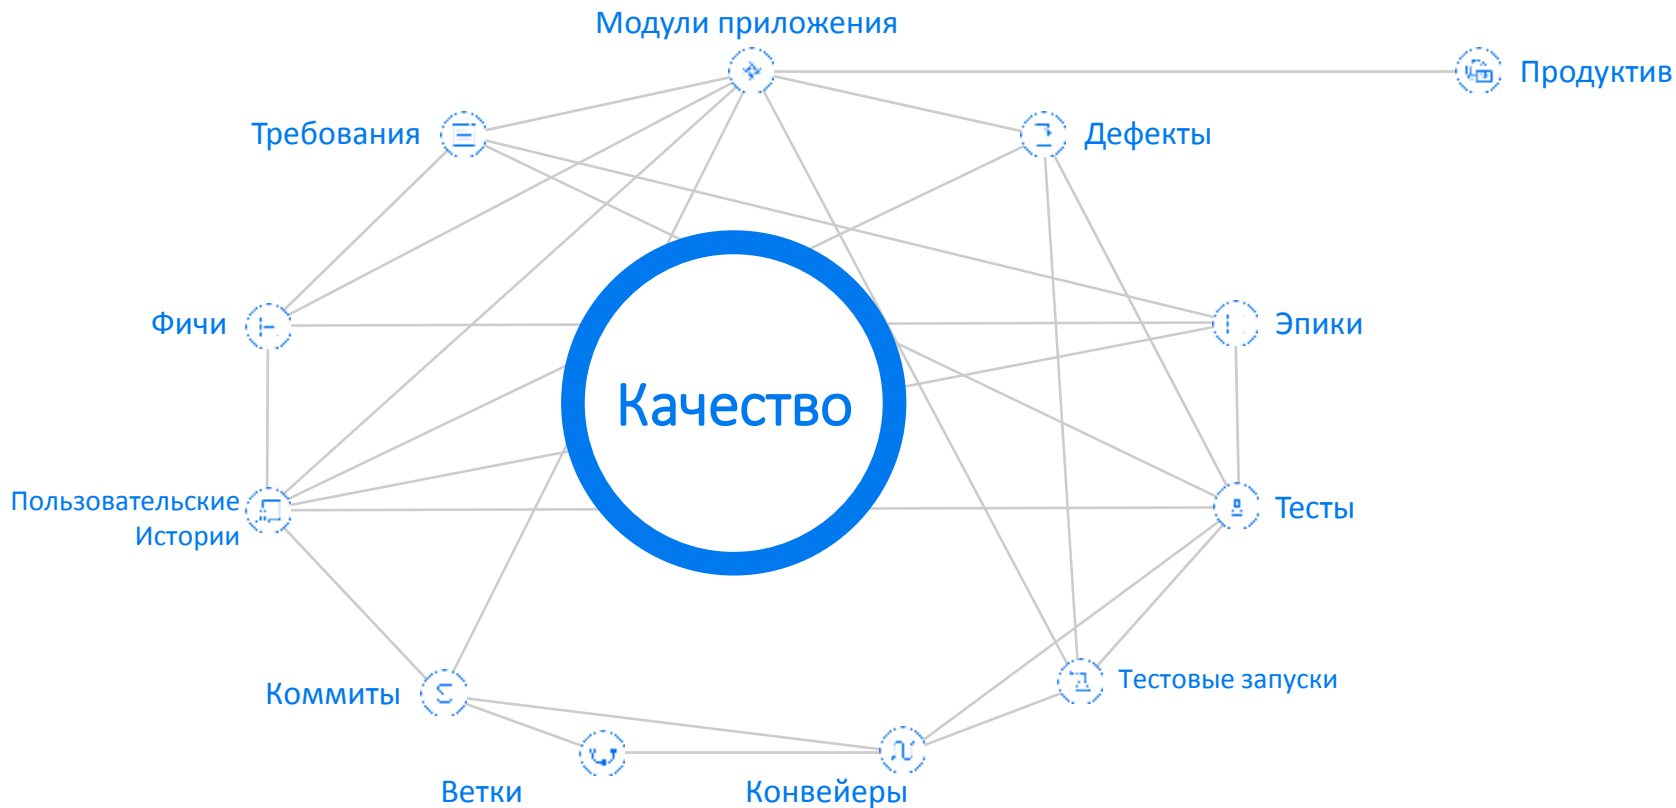 Модули приложения
Продуктив
Требования
Дефекты
Фичи
Эпики
Качество
Пользовательские
Истории
Тесты
Коммиты
Тестовые запуски
Ветки
Конвейеры